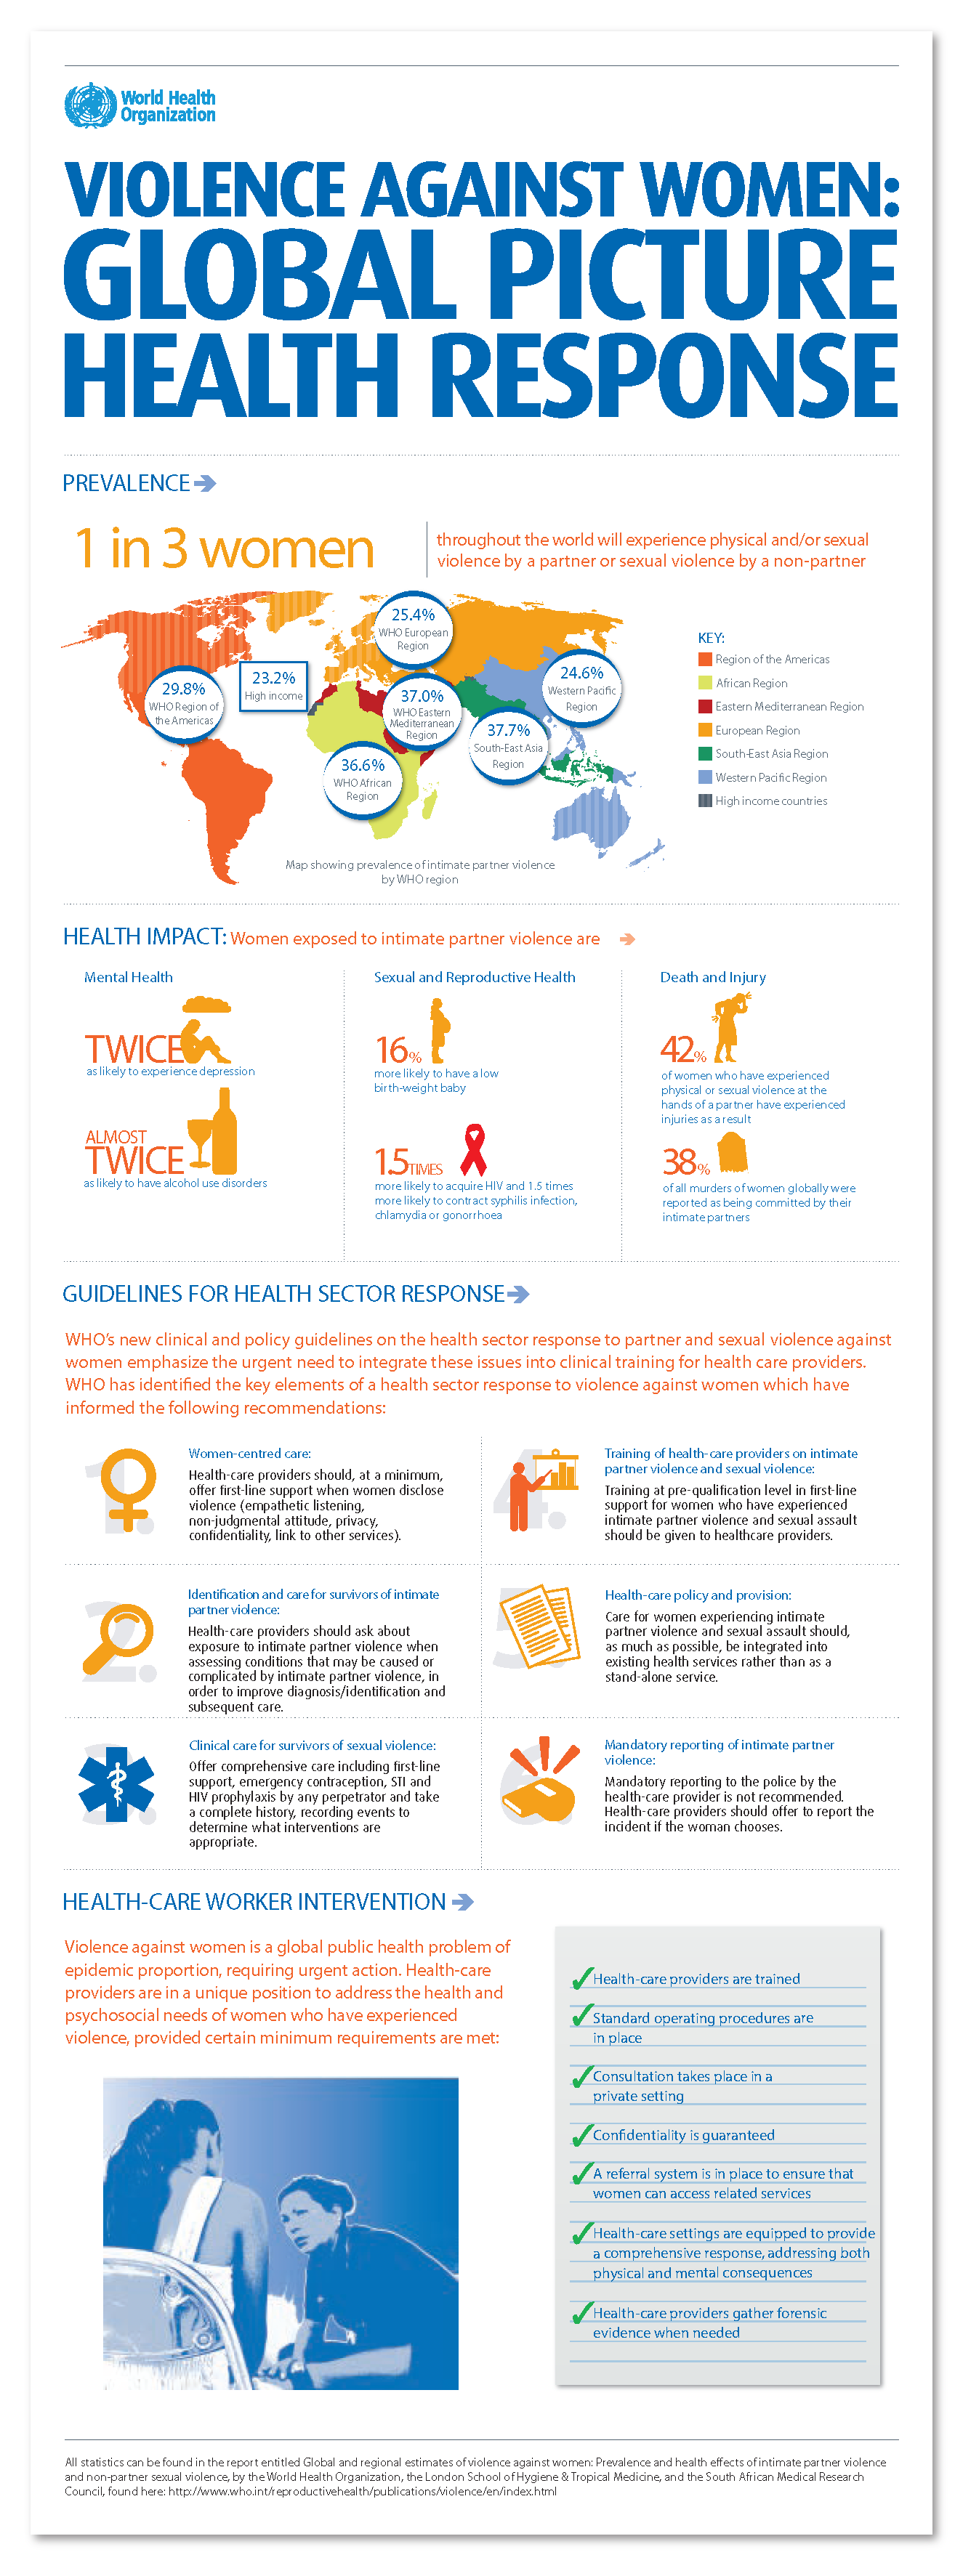 World Health
Organization
VIOLENCE AGAINST WOMEN:
GLOBAL PICTURE
HEALTH RESPONSE
PREVALENCE
1 in 3 women
throughout the world will experience physical and/or sexual
violence by a partner or sexual violence by a non-partner
25.4%
WHO European
Region
29.8%
WHO Region of
the Americas
23.2%
High income
37.0%
WHO Eastern
Mediterranean
Region
24.6%
Western Pacific
Region
37.7%
South-East Asia
Region
36.6%
WHO African
Region
Map showing prevalence of intimate partner violence
by WHO region
KEY:
Region of the Americas
African Region
Eastern Mediterranean Region
European Region
South-East Asia Region
Western Pacific Region
High income countries
HEALTH IMPACT: Women exposed to intimate partner violence are
Mental Health
TWICE
as likely to experience depression
ALMOST
TWICE
as likely to have alcohol use disorders
Sexual and Reproductive Health
16%
more likely to have a low
birth-weight baby
1.5 TIMES
more likely to acquire HIV and 1.5 times
more likely to contract syphilis infection,
chlamydia or gonorrhoea
Death and Injury
42%
of women who have experienced
physical or sexual violence at the
hands of a partner have experienced
injuries as a result
38%
of all murders of women globally were
reported as being committed by their
intimate partners
GUIDELINES FOR HEALTH SECTOR RESPONSE
WHO's new clinical and policy guidelines on the health sector response to partner and sexual violence against
women emphasize the urgent need to integrate these issues into clinical training for health care providers.
WHO has identified the key elements of a health sector response to violence against women which have
informed the following recommendations:
1.
Women-centred care:
Health-care providers should, at a minimum,
offer first-line support when women disclose
violence (empathetic listening,
non-judgmental attitude, privacy,
confidentiality, link to other services).
2.
Identification and care for survivors of intimate
partner violence:
Health-care providers should ask about
exposure to intimate partner violence when
assessing conditions that may be caused or
complicated by intimate partner violence, in
order to improve diagnosis/identification and
subsequent care.
3.
Clinical care for survivors of sexual violence:
Offer comprehensive care including first-line
support, emergency contraception, STI and
HIV prophylaxis by any perpetrator and take
a complete history, recording events to
determine what interventions are
appropriate.
4.
Training of health-care providers on intimate
partner violence and sexual violence:
Training at pre-qualification level in first-line
support for women who have experienced
intimate partner violence and sexual assault
should be given to healthcare providers.
5.
Health-care policy and provision:
Care for women experiencing intimate
partner violence and sexual assault should,
as much as possible, be integrated into
existing health services rather than as a
stand-alone service.
6.
Mandatory reporting of intimate partner
violence:
Mandatory reporting to the police by the
health-care provider is not recommended.
Health-care providers should offer to report the
incident if the woman chooses.
HEALTH-CARE WORKER INTERVENTION
Violence against women is a global public health problem of
epidemic proportion, requiring urgent action. Health-care
providers are in a unique position to address the health and
psychosocial needs of women who have experienced
violence, provided certain minimum requirements are met:
Health-care providers are trained
Standard operating procedures are
in place
Consultation takes place in a
private setting
Confidentiality is guaranteed
A referral system is in place to ensure that
women can access related services
Health-care settings are equipped to provide
a comprehensive response, addressing both
physical and mental consequences
Health-care providers gather forensic
evidence when needed
All statistics can be found in the report entitled Global and regional estimates of violence against women: Prevalence and health effects of intimate partner violence
and non-partner sexual violence, by the World Health Organization, the London School of Hygiene & Tropical Medicine, and the South African Medical Research
Council, found here: http://www.who.int/reproductivehealth/publications/violence/en/index.html